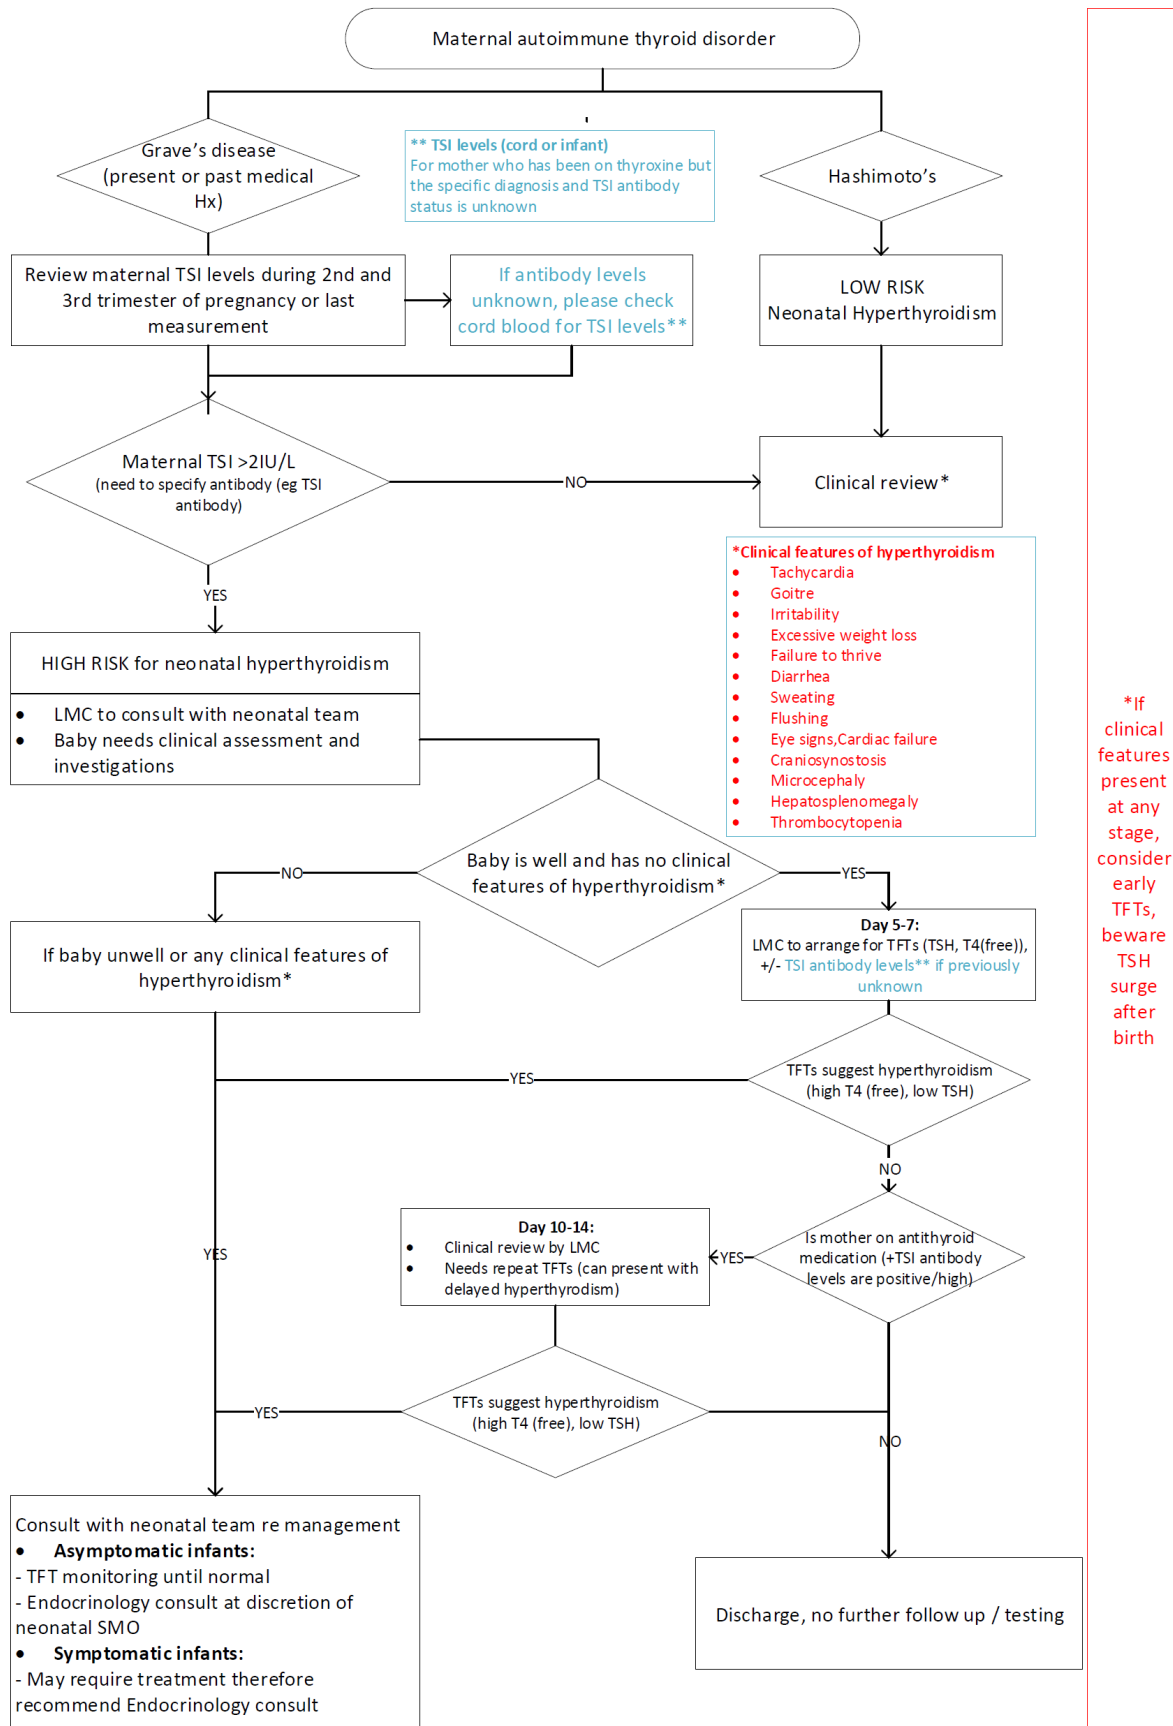 Maternal autoimmune thyroid disorder
Grave's disease
(present or past medical
Hx)
** TSI levels (cord or infant)
For mother who has been on thyroxine but
the specific diagnosis and TSI antibody
status is unknown
Hashimoto's
Review maternal TSI levels during 2nd and
3rd trimester of pregnancy or last
measurement
If antibody levels
unknown, please check
cord blood for TSI levels**
LOW RISK
Neonatal Hyperthyroidism
Maternal TSI >2IU/L
(need to specify antibody (eg TSI
antibody)
NO
Clinical review*
YES
*Clinical features of hyperthyroidism
• Tachycardia
• Goitre
• Irritability
• Excessive weight loss
• Failure to thrive
• Diarrhea
• Sweating
• Flushing
• Eye signs,Cardiac failure
• Craniosynostosis
• Microcephaly
• Hepatosplenomegaly
• Thrombocytopenia
HIGH RISK for neonatal hyperthyroidism
• LMC to consult with neonatal team
• Baby needs clinical assessment and
investigations
*If
clinical
features
present
at any
stage,
consider
early
TFTs,
beware
TSH
surge
after
birth
Baby is well and has no clinical
features of hyperthyroidism*
NO
YES
If baby unwell or any clinical features of
hyperthyroidism*
Day 5-7:
LMC to arrange for TFTs (TSH, T4(free)),
+/- TSI antibody levels** if previously
unknown
TFTs suggest hyperthyroidism
(high T4 (free), low TSH)
YES
NO
Is mother on antithyroid
medication (+TSI antibody
levels are positive/high)
YES
Day 10-14:
• Clinical review by LMC
• Needs repeat TFTs (can present with
delayed hyperthyrodism)
YES
TFTs suggest hyperthyroidism
(high T4 (free), low TSH)
YES
NO
Consult with neonatal team re management
• Asymptomatic infants:
- TFT monitoring until normal
- Endocrinology consult at discretion of
neonatal SMO
• Symptomatic infants:
- May require treatment therefore
recommend Endocrinology consult
Discharge, no further follow up / testing